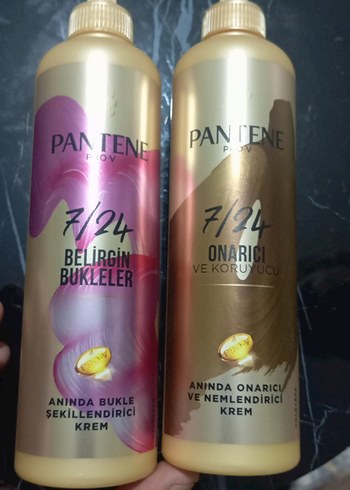 PANTENE
PRO-V
7/24
BELİRGİN
BUKLELER
ANINDA BUKLE
ŞEKİLLENDİRİCİ
KREM
PANTENE
PRO-V
7/24
ONARICI
VE KORUYUCU
ANINDA ONARICI
VE NEMLENDİRİCİ
KREM